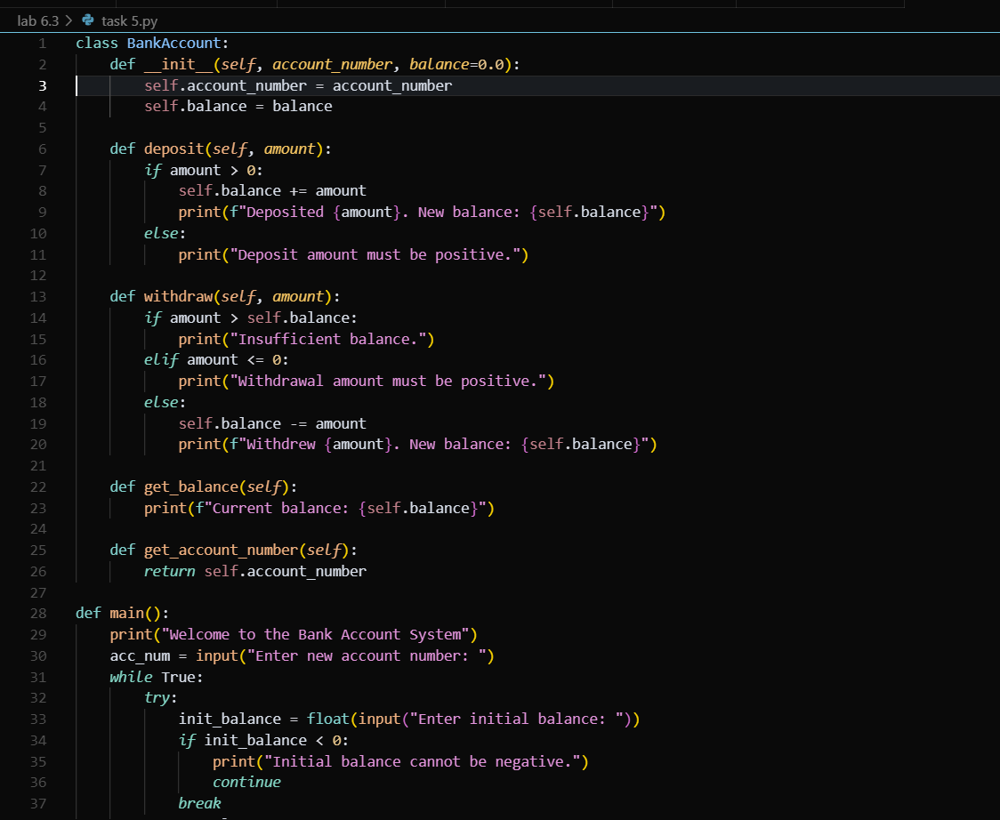 lab 6.3 > task 5.py
1 class BankAccount:
2     def __init__(self, account_number, balance=0.0):
3         self.account_number = account_number
4         self.balance = balance
5
6     def deposit(self, amount):
7         if amount > 0:
8             self.balance += amount
9             print(f"Deposited {amount}. New balance: {self.balance}")
10         else:
11             print("Deposit amount must be positive.")
12
13     def withdraw(self, amount):
14         if amount > self.balance:
15             print("Insufficient balance.")
16         elif amount <= 0:
17             print("Withdrawal amount must be positive.")
18         else:
19             self.balance -= amount
20             print(f"Withdrew {amount}. New balance: {self.balance}")
21
22     def get_balance(self):
23         print(f"Current balance: {self.balance}")
24
25     def get_account_number(self):
26         return self.account_number
27
28 def main():
29     print("Welcome to the Bank Account System")
30     acc_num = input("Enter new account number: ")
31     while True:
32         try:
33             init_balance = float(input("Enter initial balance: "))
34             if init_balance < 0:
35                 print("Initial balance cannot be negative.")
36                 continue
37             break